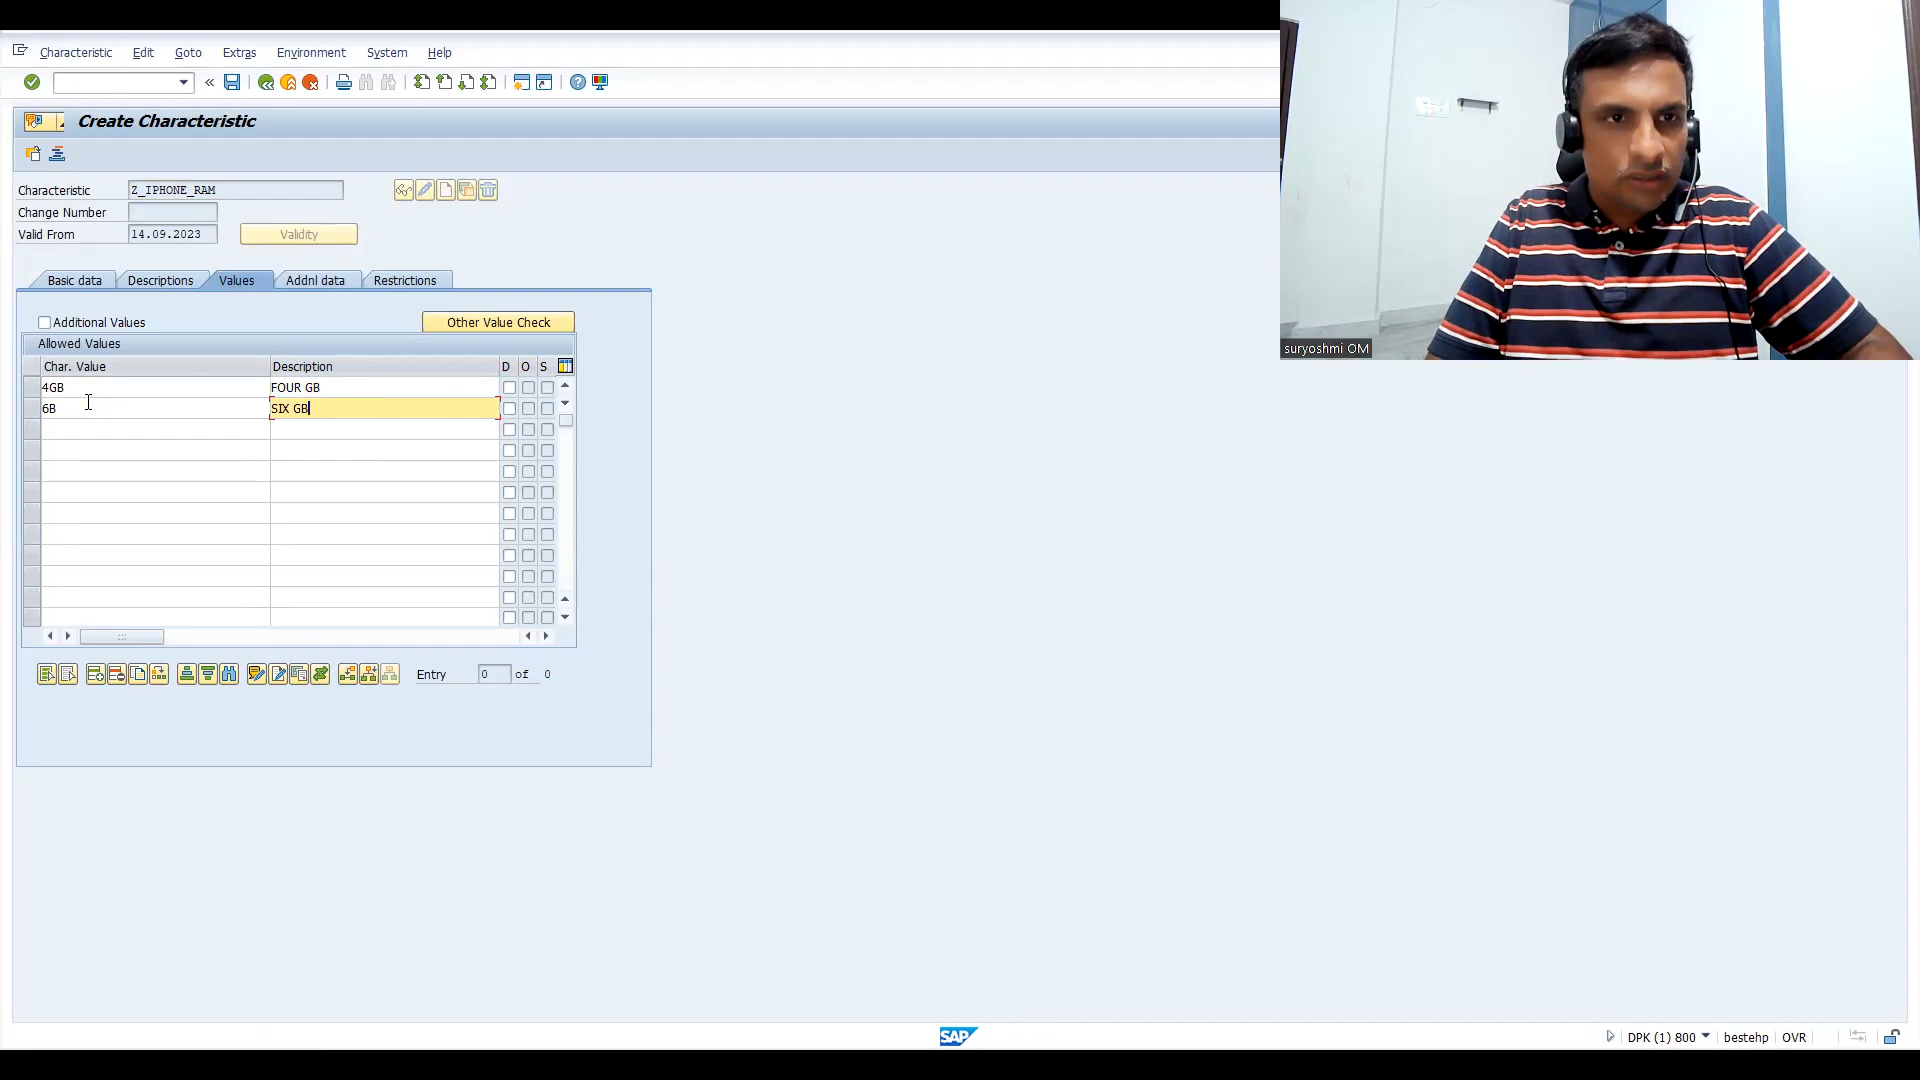 Characteristic Edit Goto Extras Environment System Help
Create Characteristic
Characteristic Z_IPHONE_RAM
Change Number
Valid From 14.09.2023 Validity
Basic data Descriptions Values Addnl data Restrictions
Additional Values Other Value Check
Allowed Values
Char. Value Description D O S
4GB FOUR GB
6B SIX GB
Entry 0 of 0
suryoshmi OM
SAP DPK (1) 800 bestehp OVR